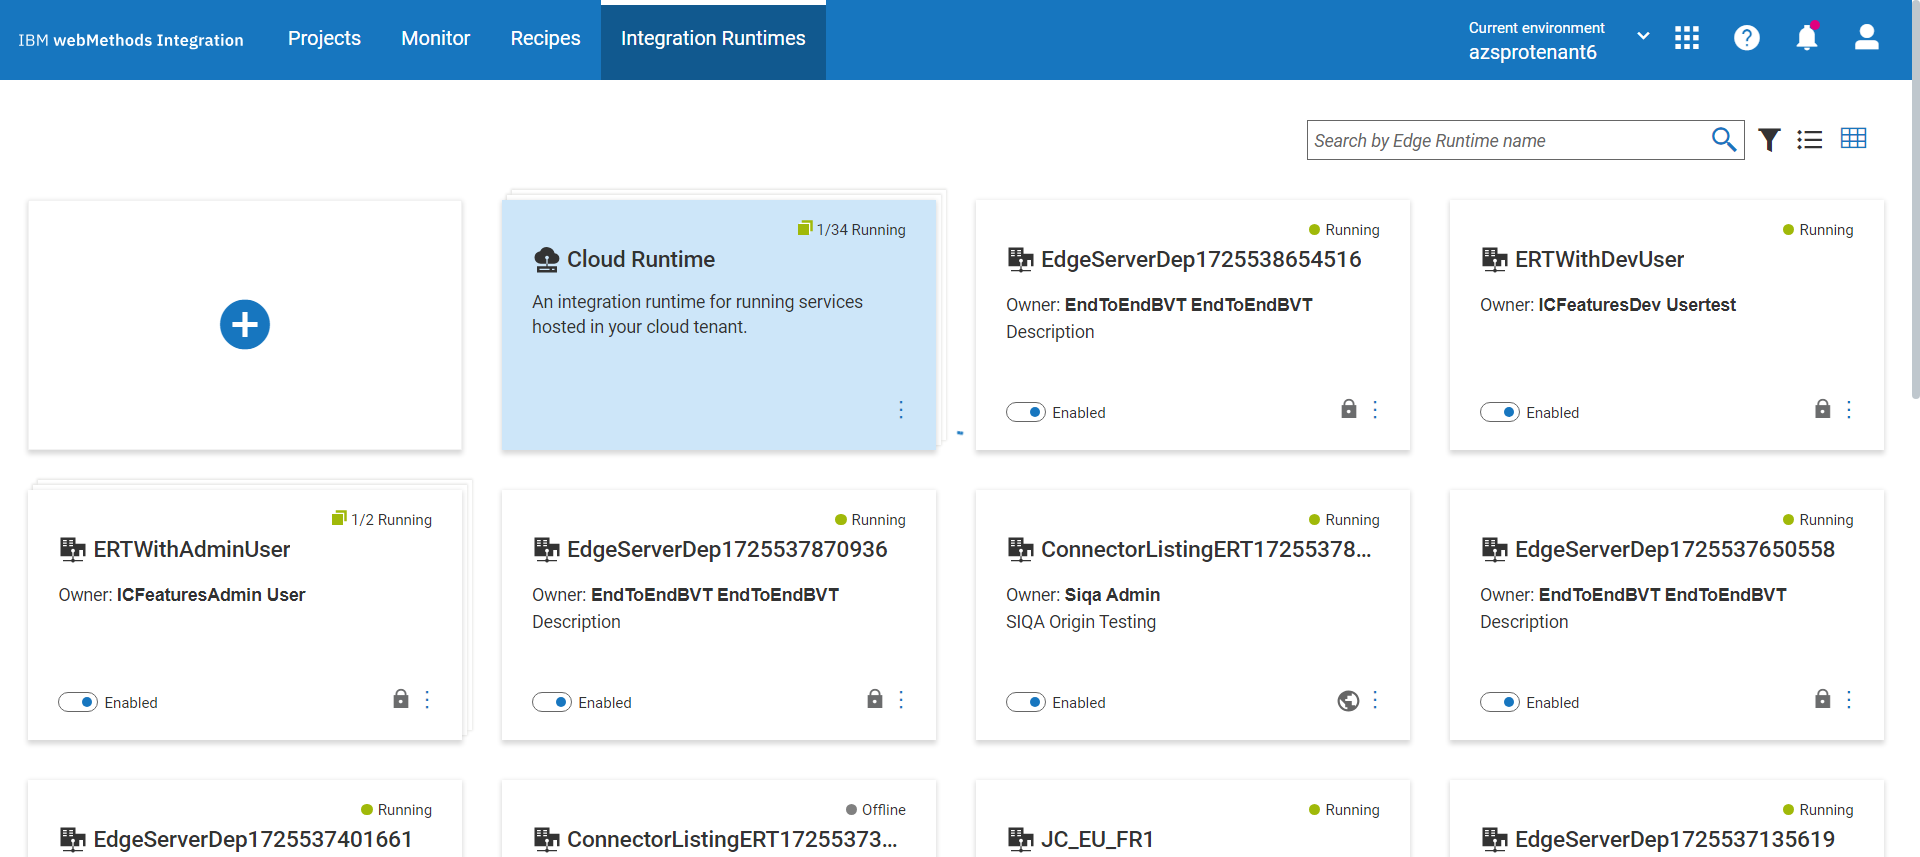 IBM webMethods Integration
Projects
Monitor
Recipes
Integration Runtimes
Current environment
azsprotenant6
Search by Edge Runtime name
1/34 Running
Cloud Runtime
An integration runtime for running services
hosted in your cloud tenant.
Running
EdgeServerDep1725538654516
Owner: EndToEndBVT EndToEndBVT
Description
Enabled
Running
ERTWithDevUser
Owner: ICFeaturesDev Usertest
Enabled
1/2 Running
ERTWithAdminUser
Owner: ICFeaturesAdmin User
Enabled
Running
EdgeServerDep1725537870936
Owner: EndToEndBVT EndToEndBVT
Description
Enabled
Running
ConnectorListingERT17255378...
Owner: Siqa Admin
SIQA Origin Testing
Enabled
Running
EdgeServerDep1725537650558
Owner: EndToEndBVT EndToEndBVT
Description
Enabled
Running
EdgeServerDep1725537401661
Offline
ConnectorListingERT17255373...
Running
JC_EU_FR1
Running
EdgeServerDep1725537135619